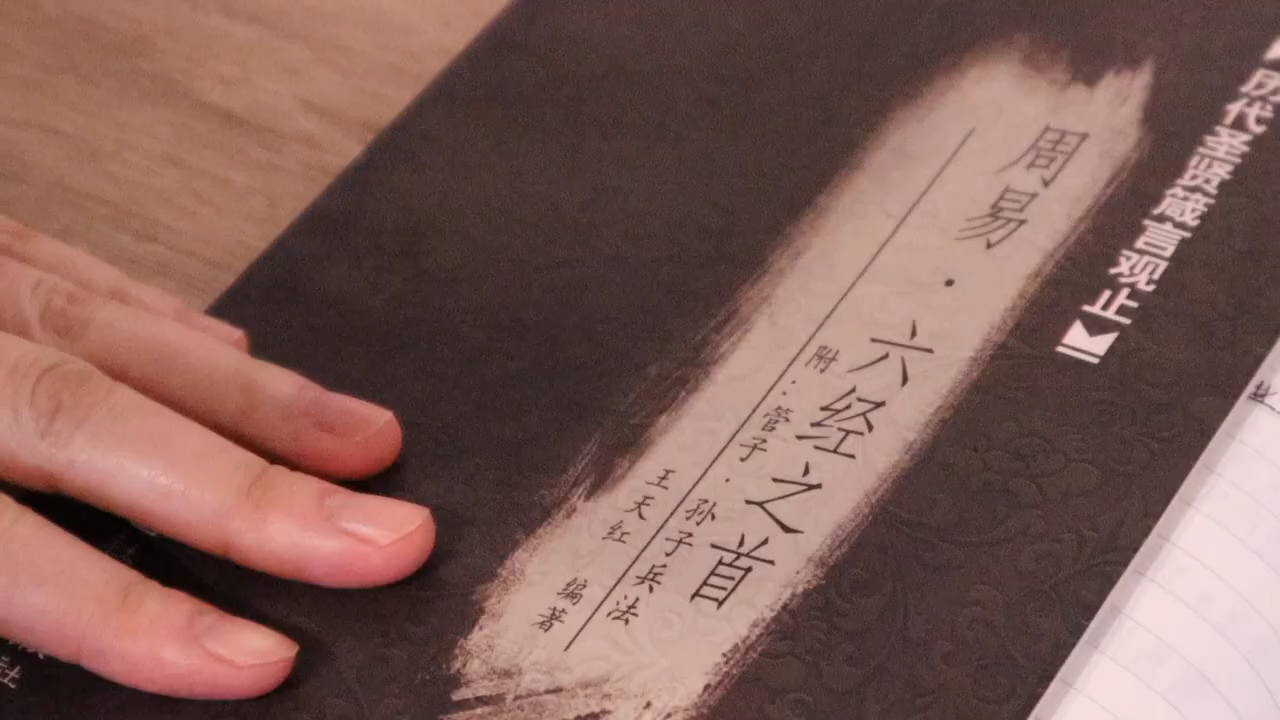 历代圣贤箴言观止
周易·六经之首
附:管子·孙子兵法
王天红 编著
社